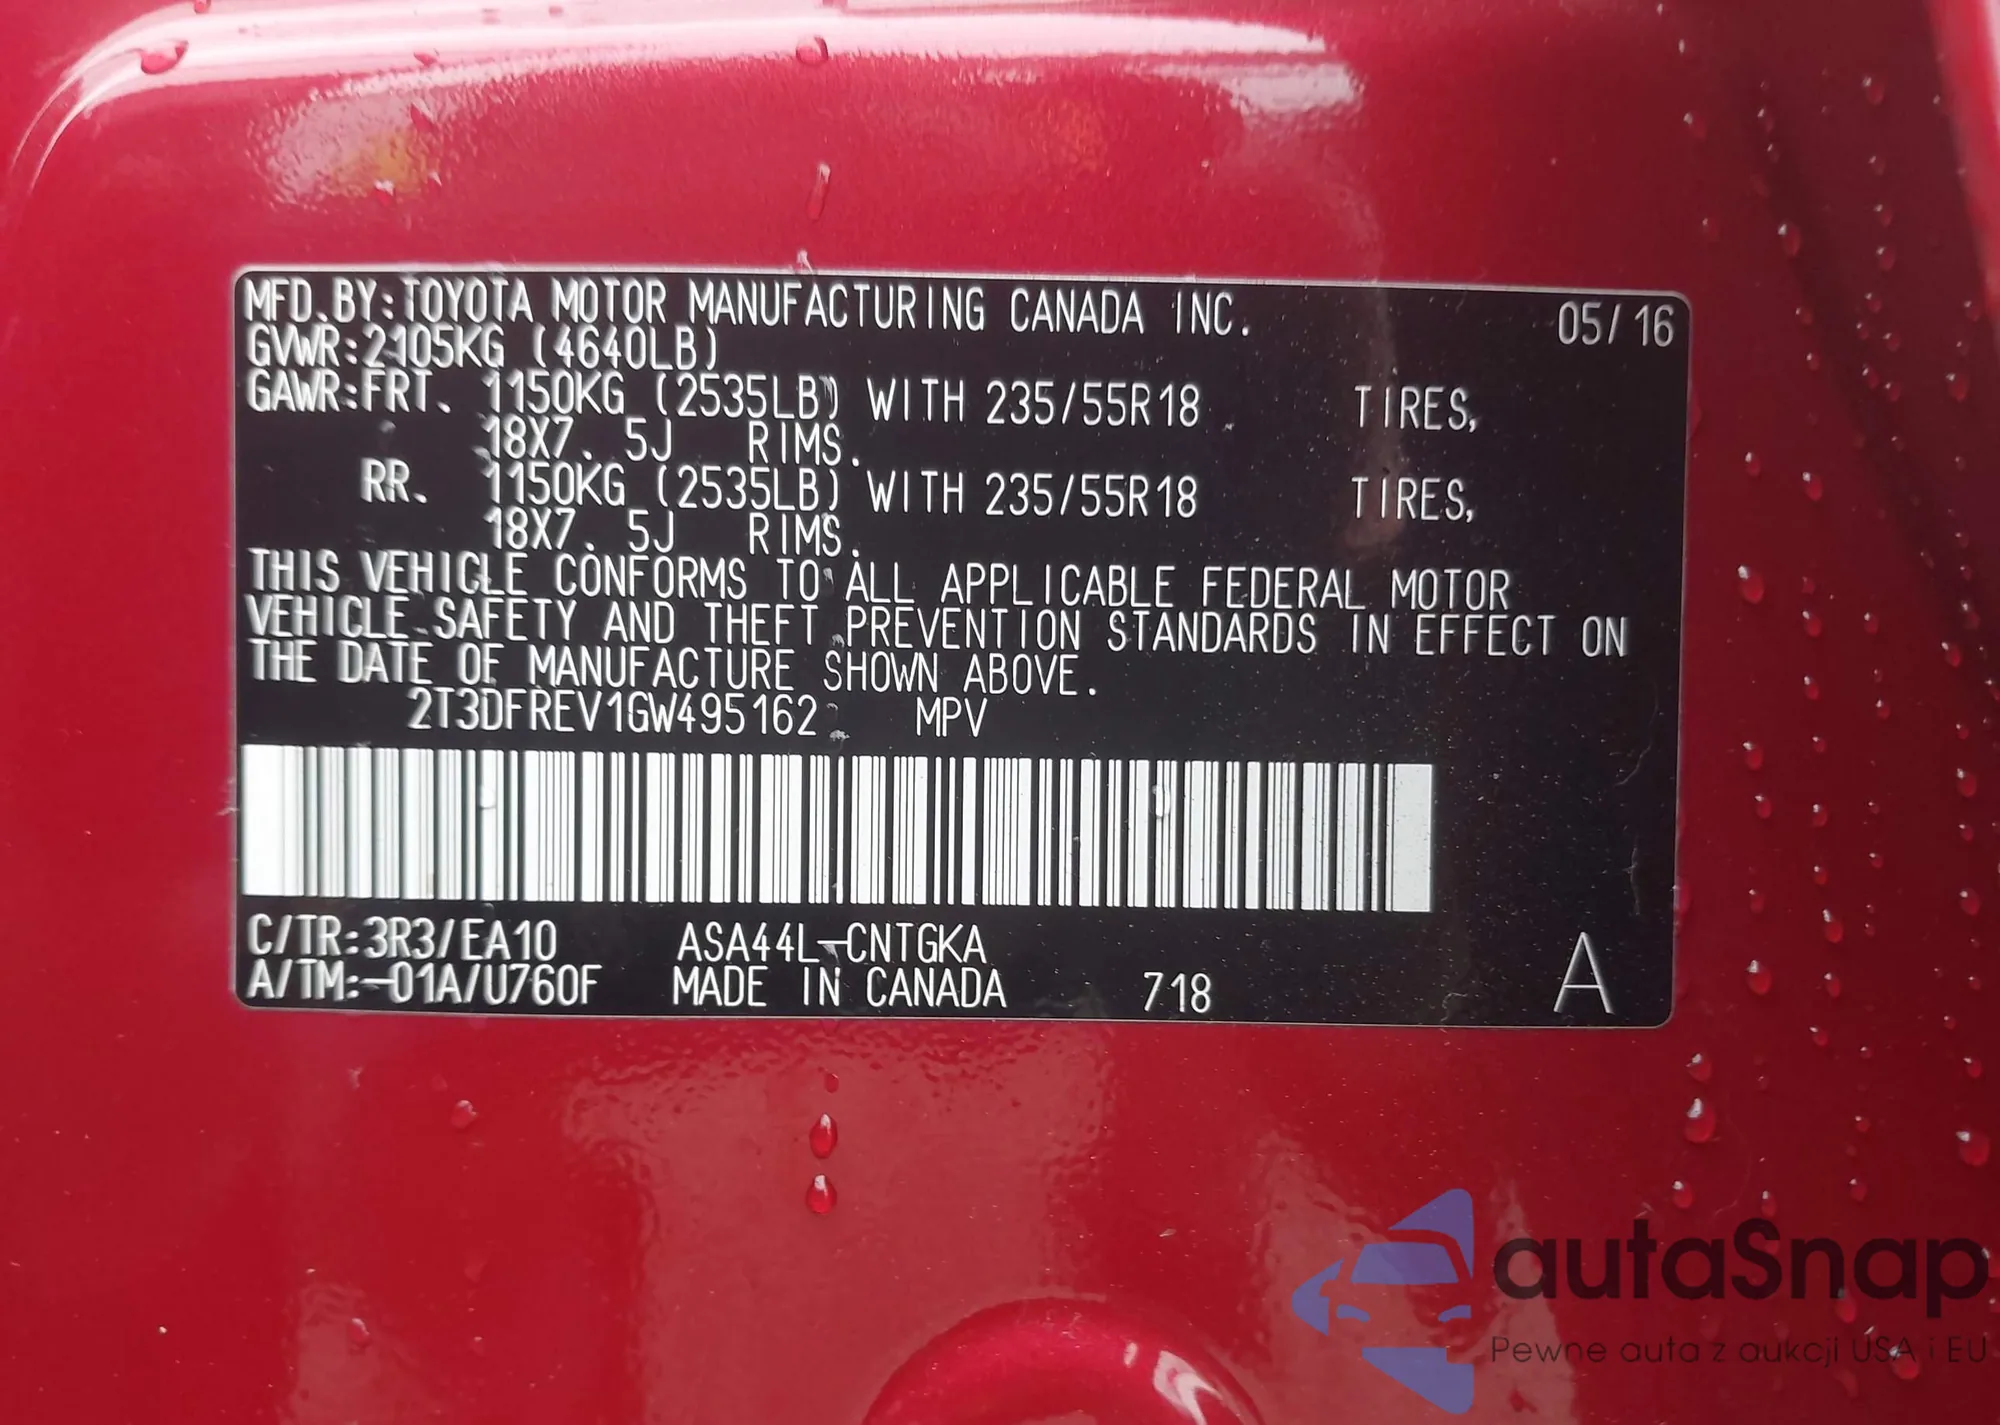 MFD.BY:TOYOTA MOTOR MANUFACTURING CANADA INC. 05/16
GVWR:2105KG (4640LB)
GAWR:FRT. 1150KG (2535LB) WITH 235/55R18 TIRES,
18X7.5J RIMS.
RR. 1150KG (2535LB) WITH 235/55R18 TIRES,
18X7.5J RIMS.
THIS VEHICLE CONFORMS TO ALL APPLICABLE FEDERAL MOTOR
VEHICLE SAFETY AND THEFT PREVENTION STANDARDS IN EFFECT ON
THE DATE OF MANUFACTURE SHOWN ABOVE.
2T3DFREV1GW495162 MPV
C/TR:3R3/EA10 ASA44L-CNTGKA
A/TM:-01A/U760F MADE IN CANADA 718 A
autaSnap
Pewne auta z aukcji USA i EU